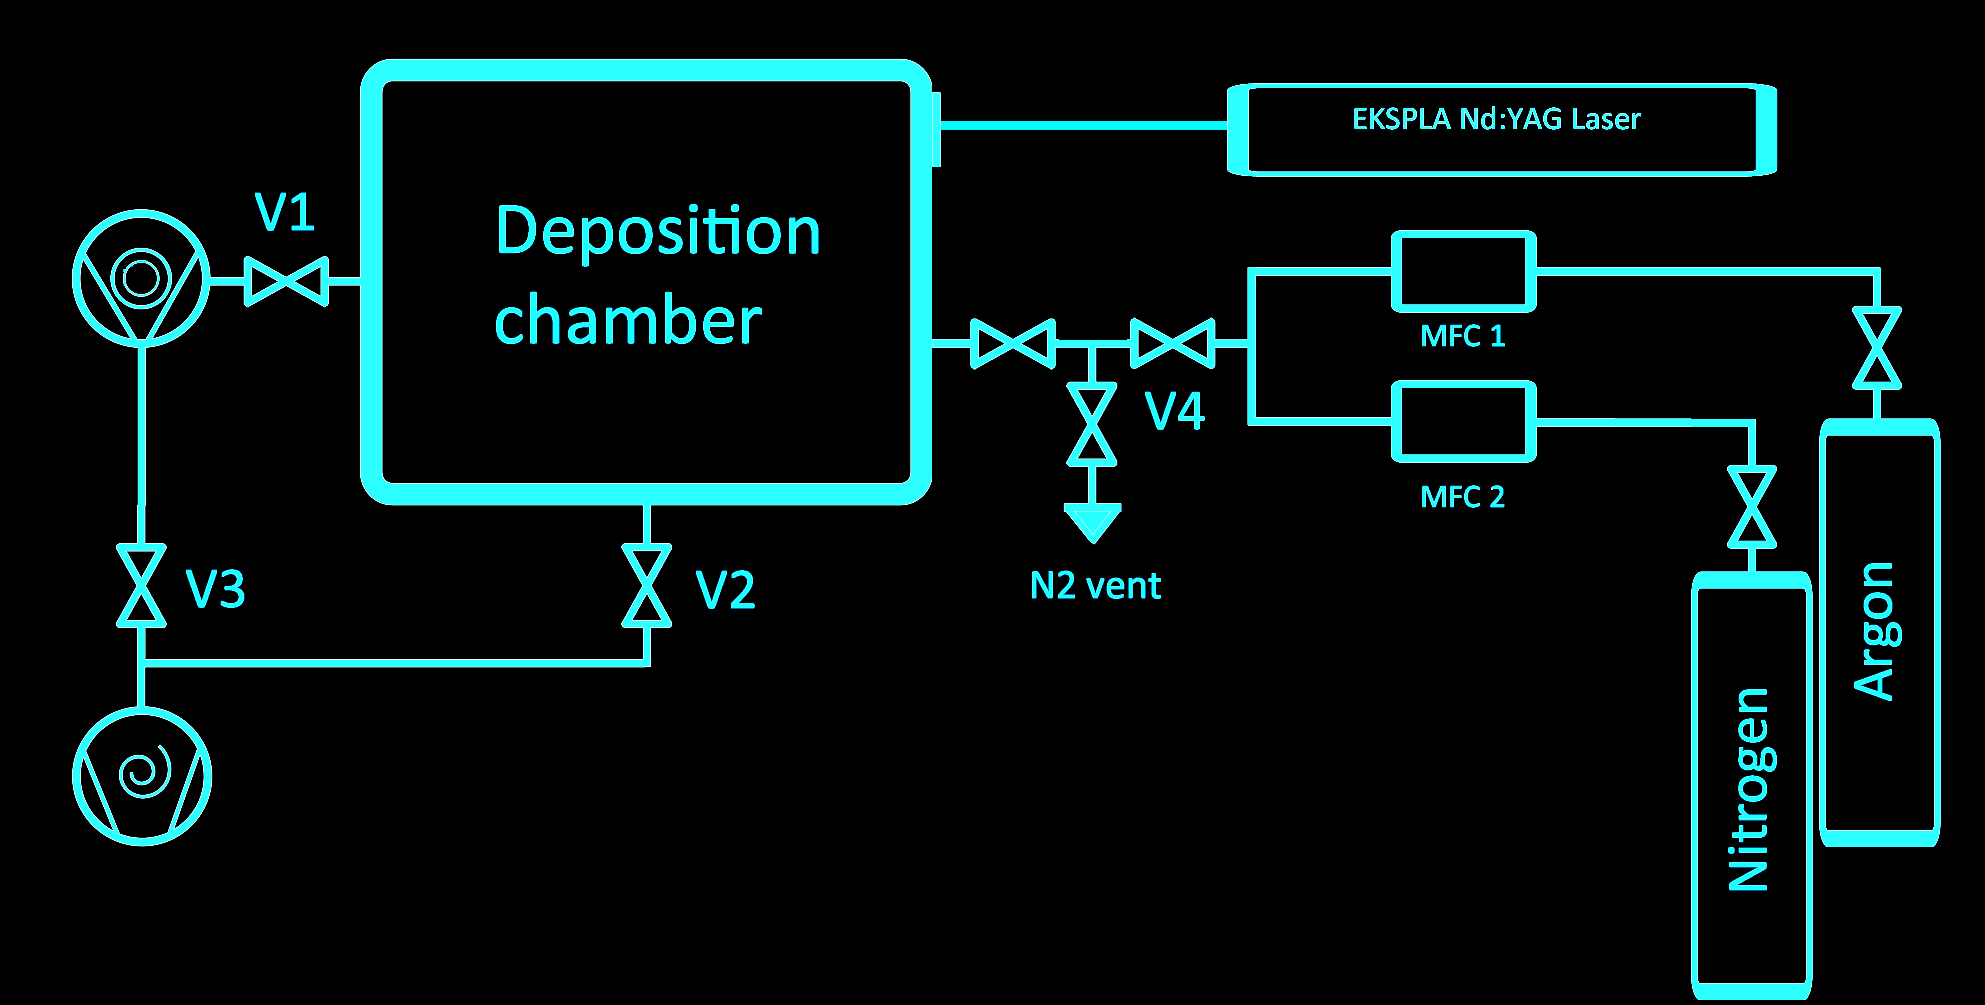 EKSPLA Nd:YAG Laser
V1
Deposition
chamber
MFC 1
V4
MFC 2
V3
V2
N2 vent
Argon
Nitrogen